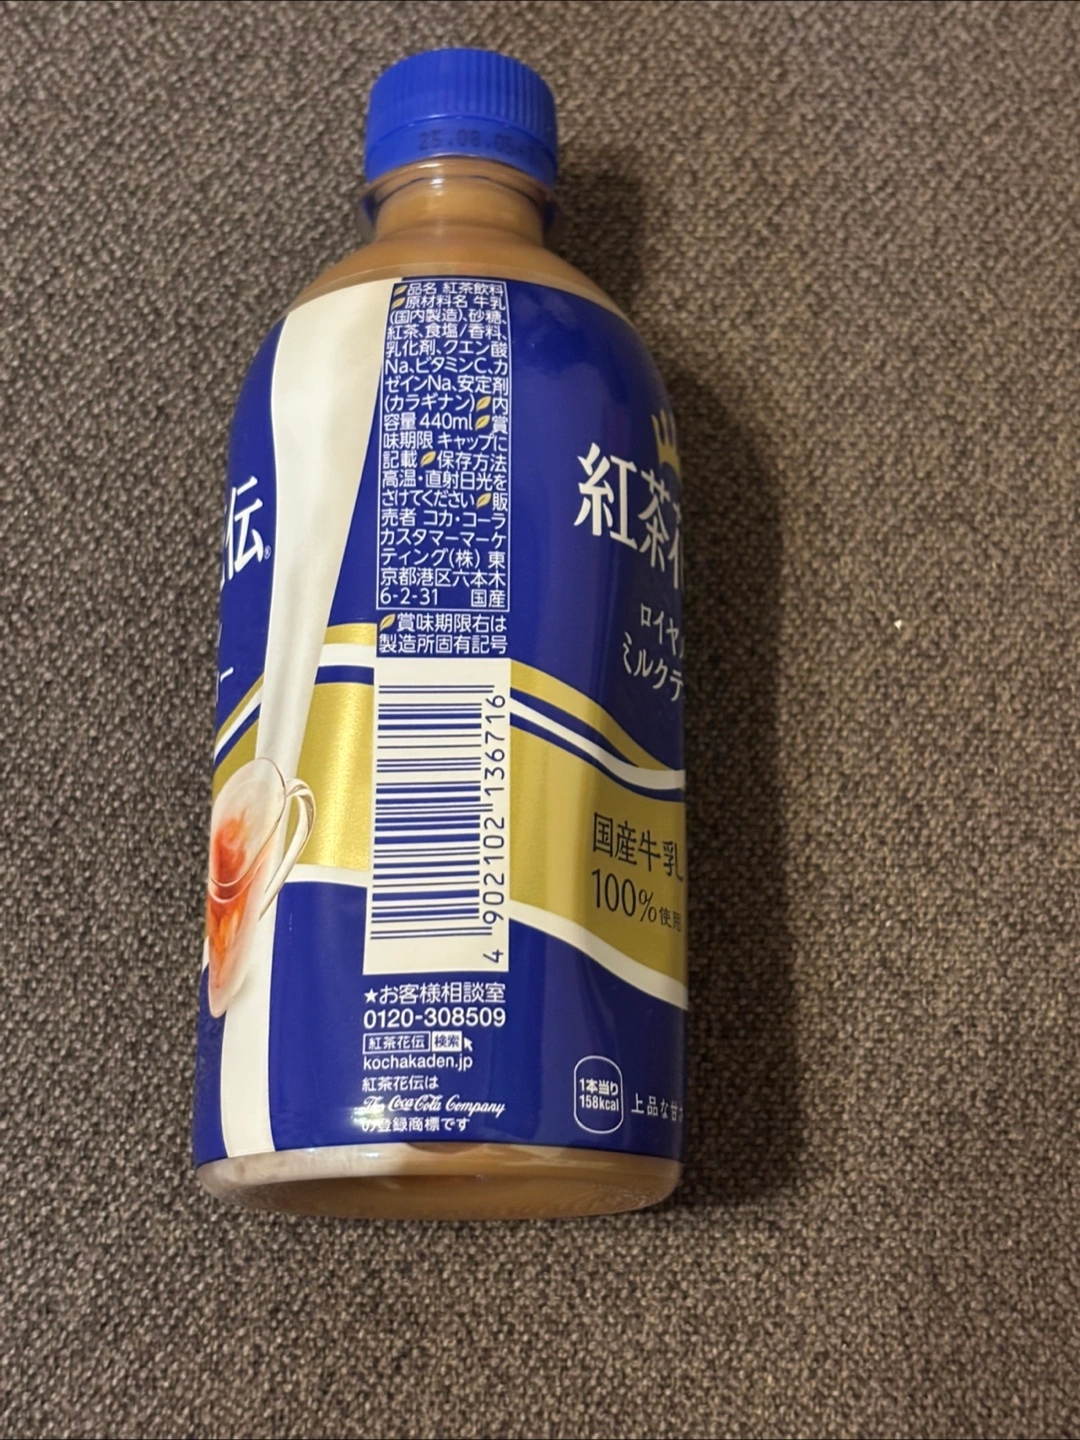 品名 紅茶飲料
原材料名 牛乳
(国内製造)、砂糖、
紅茶、食塩/香料、
乳化剤、クエン酸
Na、ビタミンC、カ
ゼインNa、安定剤
(カラギナン) 内
容量 440ml 賞
味期限 キャップに
記載 保存方法
高温・直射日光を
さけてください 販
売者 コカ・コーラ
カスタマーマーケ
ティング(株) 東
京都港区六本木
6-2-31 国産
賞味期限右は
製造所固有記号
4 902102 136716
★お客様相談室
0120-308509
紅茶花伝 検索
kochakaden.jp
紅茶花伝は
The Coca-Cola Company
の登録商標です
伝®
紅茶
ロイヤ
ミルクテ
国産牛乳
100%使用
1本当り
158kcal
上品な甘